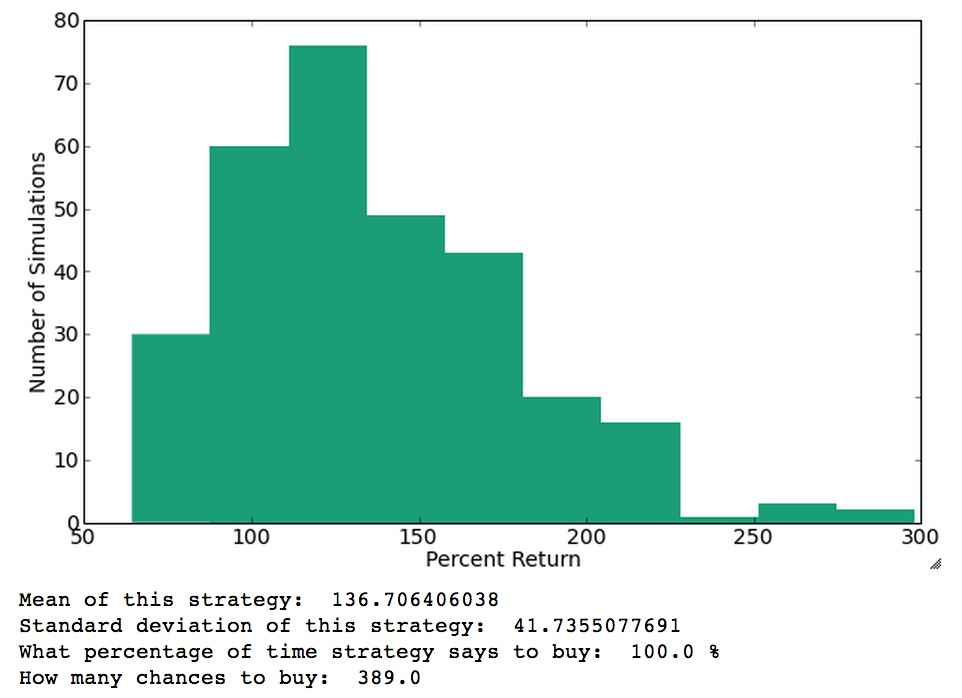 80
70
60
50
40
30
20
10
0
Number of Simulations
50 100 150 200 250 300
Percent Return
Mean of this strategy:  136.706406038
Standard deviation of this strategy:  41.7355077691
What percentage of time strategy says to buy:  100.0 %
How many chances to buy:  389.0